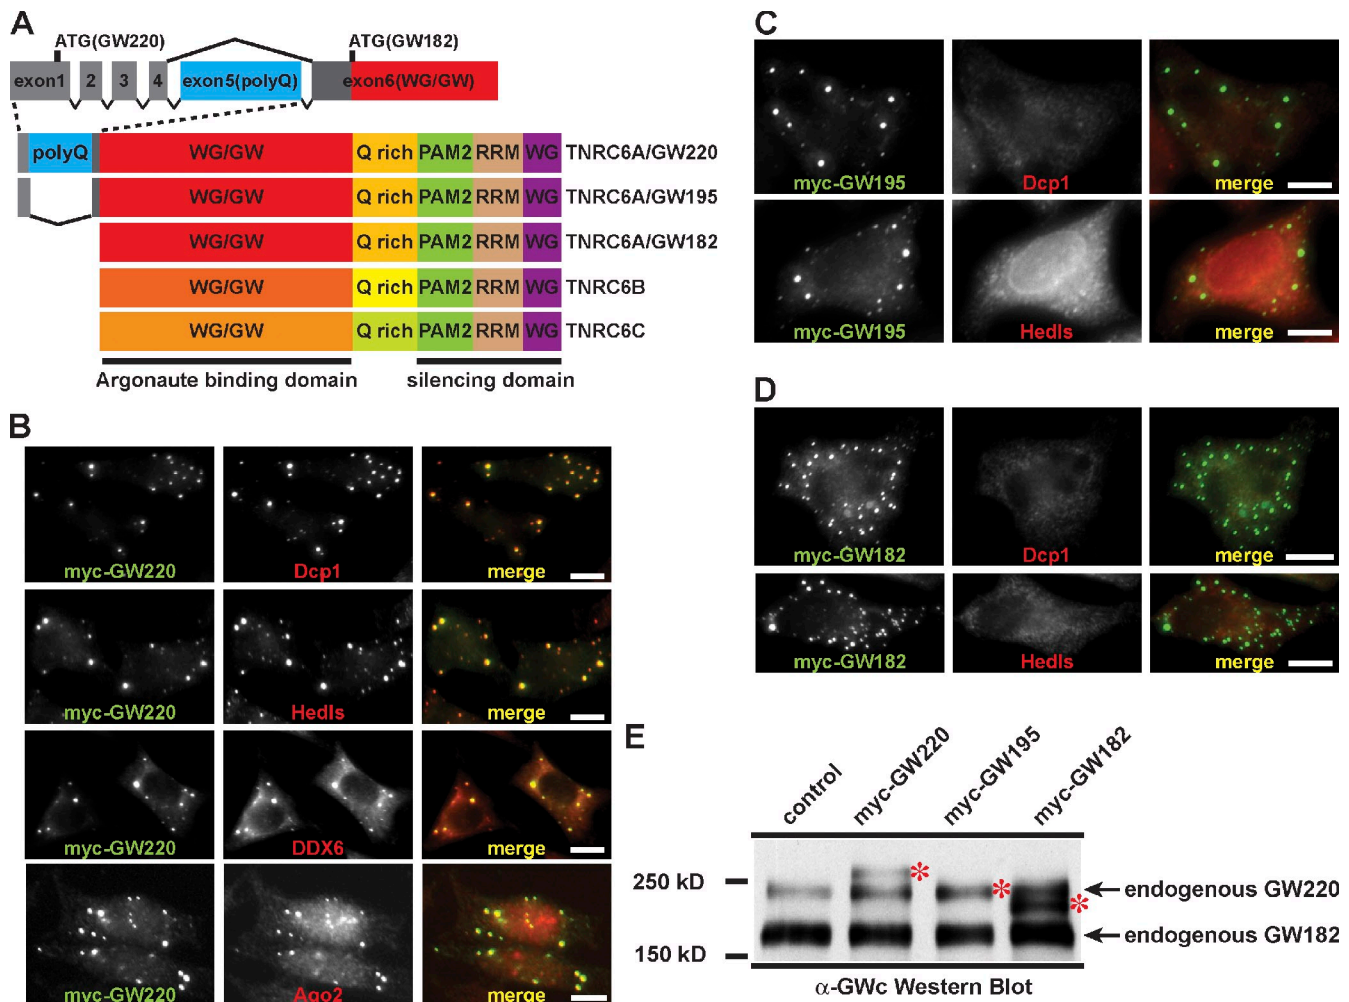 A
ATG(GW220)
ATG(GW182)
exon1
2
3
4
exon5(polyQ)
exon6(WG/GW)
polyQ
WG/GW
Q rich
PAM2
RRM
WG
TNRC6A/GW220
WG/GW
Q rich
PAM2
RRM
WG
TNRC6A/GW195
WG/GW
Q rich
PAM2
RRM
WG
TNRC6A/GW182
WG/GW
Q rich
PAM2
RRM
WG
TNRC6B
WG/GW
Q rich
PAM2
RRM
WG
TNRC6C
Argonaute binding domain
silencing domain
B
myc-GW220
Dcp1
merge
myc-GW220
Hedls
merge
myc-GW220
DDX6
merge
myc-GW220
Ago2
merge
C
myc-GW195
Dcp1
merge
myc-GW195
Hedls
merge
D
myc-GW182
Dcp1
merge
myc-GW182
Hedls
merge
E
control
myc-GW220
myc-GW195
myc-GW182
250 kD
150 kD
*
*
*
endogenous GW220
endogenous GW182
α-GWc Western Blot